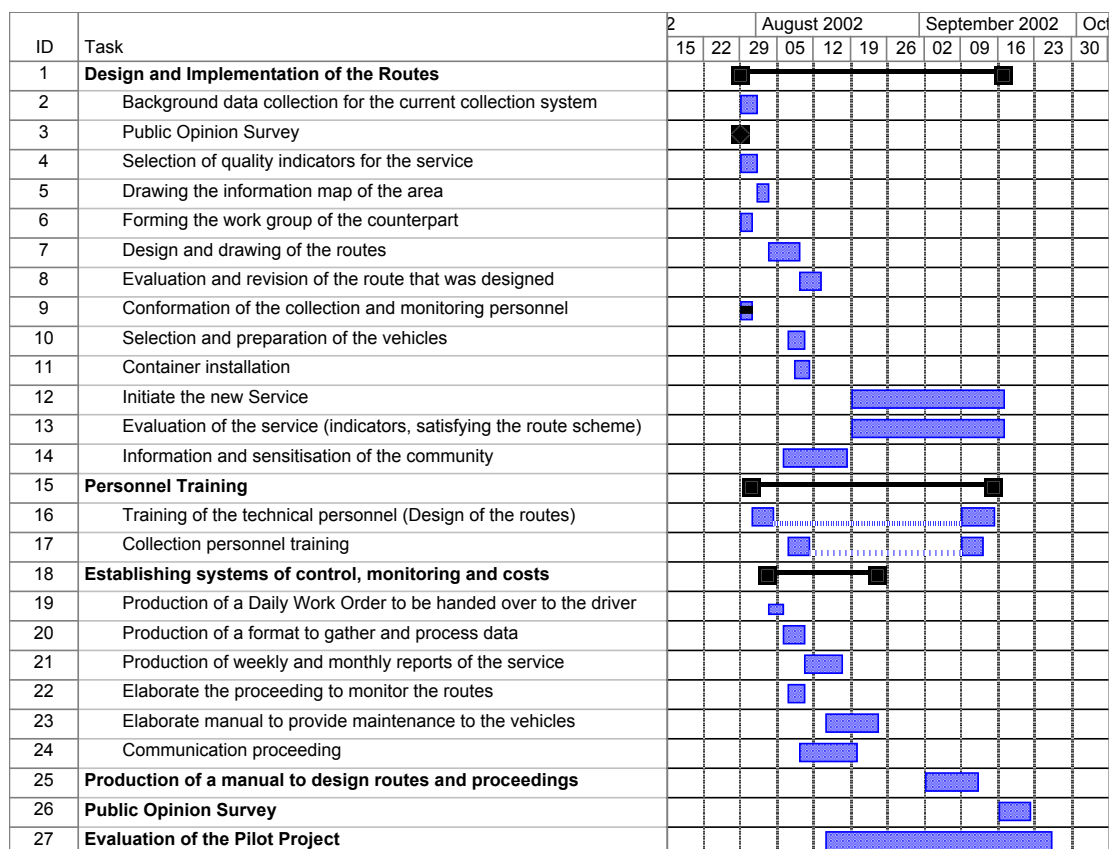 2 August 2002 September 2002 Oct
ID Task 15 22 29 05 12 19 26 02 09 16 23 30
1 Design and Implementation of the Routes
2 Background data collection for the current collection system
3 Public Opinion Survey
4 Selection of quality indicators for the service
5 Drawing the information map of the area
6 Forming the work group of the counterpart
7 Design and drawing of the routes
8 Evaluation and revision of the route that was designed
9 Conformation of the collection and monitoring personnel
10 Selection and preparation of the vehicles
11 Container installation
12 Initiate the new Service
13 Evaluation of the service (indicators, satisfying the route scheme)
14 Information and sensitisation of the community
15 Personnel Training
16 Training of the technical personnel (Design of the routes)
17 Collection personnel training
18 Establishing systems of control, monitoring and costs
19 Production of a Daily Work Order to be handed over to the driver
20 Production of a format to gather and process data
21 Production of weekly and monthly reports of the service
22 Elaborate the proceeding to monitor the routes
23 Elaborate manual to provide maintenance to the vehicles
24 Communication proceeding
25 Production of a manual to design routes and proceedings
26 Public Opinion Survey
27 Evaluation of the Pilot Project